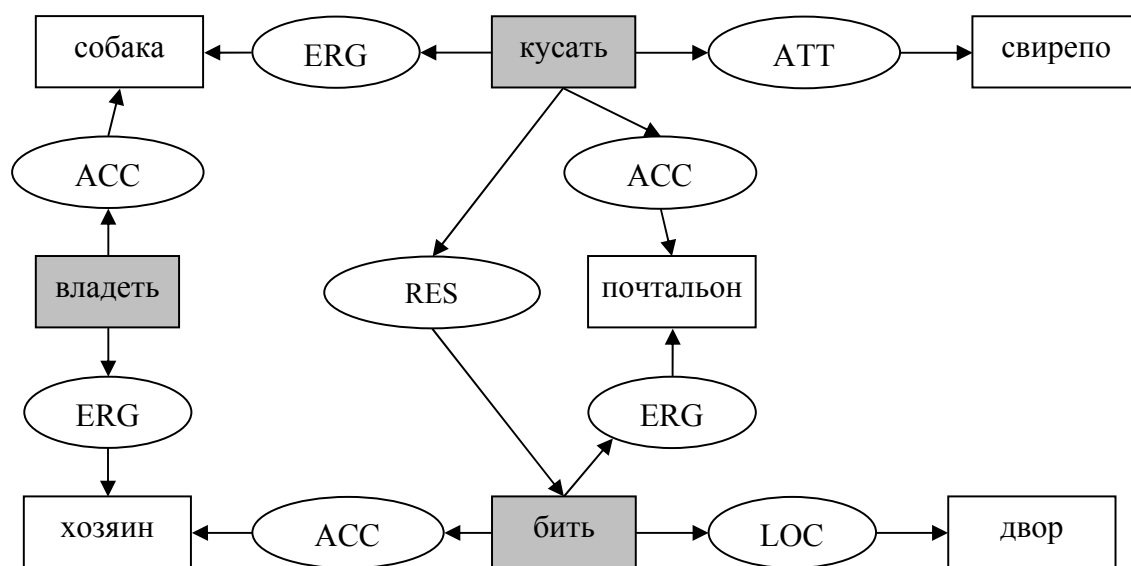 собака
ERG
кусать
ATT
свирепо
ACC
ACC
владеть
RES
почтальон
ERG
ERG
хозяин
ACC
бить
LOC
двор